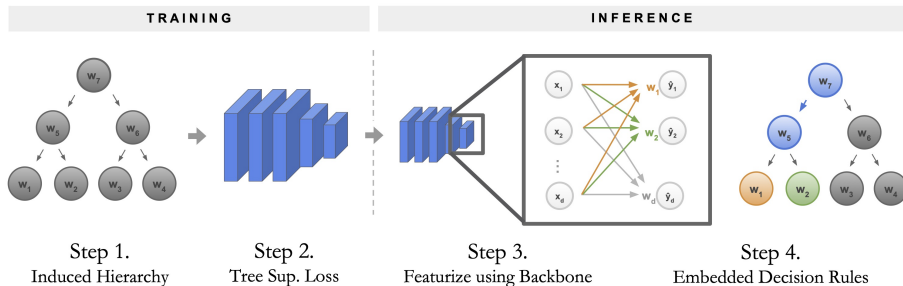 TRAINING
INFERENCE
w7
w5
w6
w1
w2
w3
w4
x1
x2
⋮
xd
w1
w2
wd
ŷ1
ŷ2
ŷd
w7
w5
w6
w1
w2
w3
w4
Step 1.
Induced Hierarchy
Step 2.
Tree Sup. Loss
Step 3.
Featurize using Backbone
Step 4.
Embedded Decision Rules